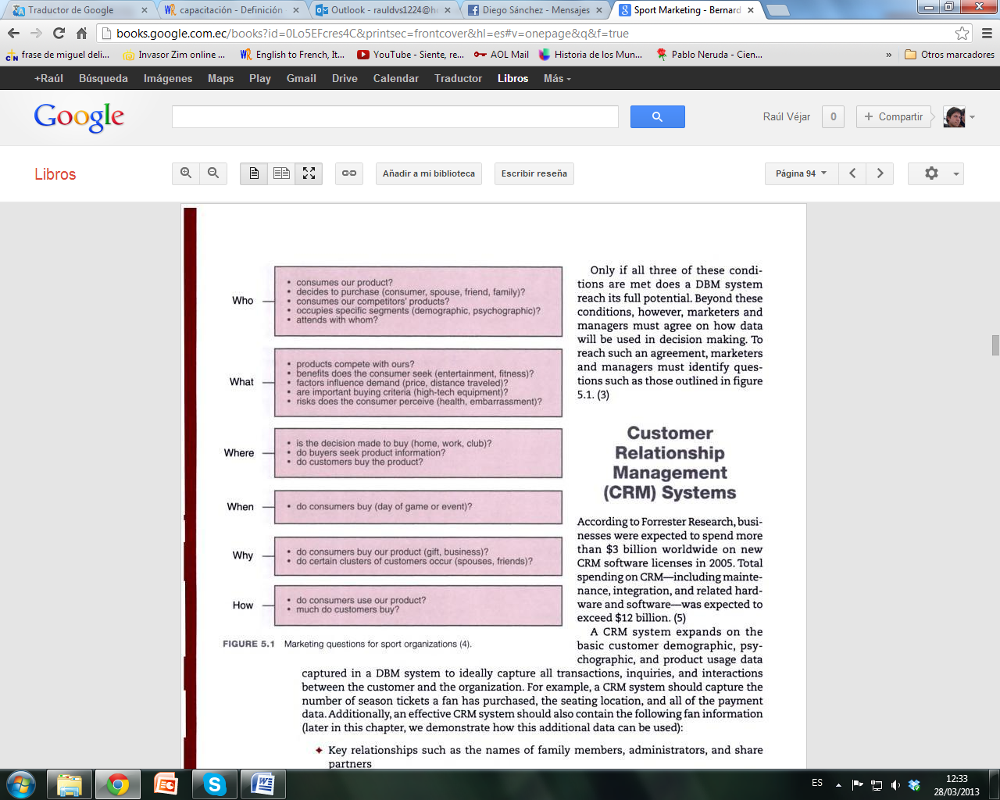 Traductor de Google
capacitación - Definición
Outlook - rauldvs1224@h
Diego Sánchez - Mensajes
Sport Marketing - Bernard
books.google.com.ec/books?id=0Lo5EFcres4C&printsec=frontcover&hl=es#v=onepage&q&f=true
frase de miguel deli...
Invasor Zim online ...
English to French, It...
YouTube - Siente, re...
AOL Mail
Historia de los Mun...
Pablo Neruda - Cien...
»
Otros marcadores
+Raúl Búsqueda Imágenes Maps Play Gmail Drive Calendar Traductor Libros Más
Google
Raúl Véjar
0
+ Compartir
Libros
Añadir a mi biblioteca
Escribir reseña
Página 94
Who
• consumes our product?
• decides to purchase (consumer, spouse, friend, family)?
• consumes our competitors' products?
• occupies specific segments (demographic, psychographic)?
• attends with whom?
What
• products compete with ours?
• benefits does the consumer seek (entertainment, fitness)?
• factors influence demand (price, distance traveled)?
• are important buying criteria (high-tech equipment)?
• risks does the consumer perceive (health, embarrassment)?
Where
• is the decision made to buy (home, work, club)?
• do buyers seek product information?
• do customers buy the product?
When
• do consumers buy (day of game or event)?
Why
• do consumers buy our product (gift, business)?
• do certain clusters of customers occur (spouses, friends)?
How
• do consumers use our product?
• much do customers buy?
FIGURE 5.1 Marketing questions for sport organizations (4).
Only if all three of these condi-
tions are met does a DBM system
reach its full potential. Beyond these
conditions, however, marketers and
managers must agree on how data
will be used in decision making. To
reach such an agreement, marketers
and managers must identify ques-
tions such as those outlined in figure
5.1. (3)
Customer
Relationship
Management
(CRM) Systems
According to Forrester Research, busi-
nesses were expected to spend more
than $3 billion worldwide on new
CRM software licenses in 2005. Total
spending on CRM—including mainte-
nance, integration, and related hard-
ware and software—was expected to
exceed $12 billion. (5)
A CRM system expands on the
basic customer demographic, psy-
chographic, and product usage data
captured in a DBM system to ideally capture all transactions, inquiries, and interactions
between the customer and the organization. For example, a CRM system should capture the
number of season tickets a fan has purchased, the seating location, and all of the payment
data. Additionally, an effective CRM system should also contain the following fan information
(later in this chapter, we demonstrate how this additional data can be used):
Key relationships such as the names of family members, administrators, and share
partners
ES
12:33
28/03/2013